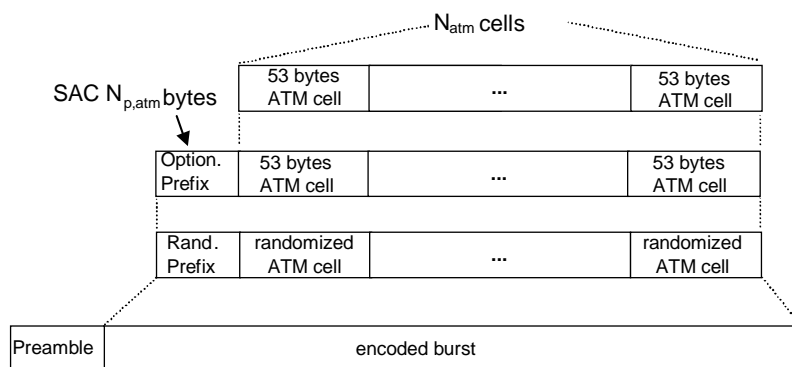 N_atm cells
53 bytes ATM cell
...
53 bytes ATM cell
SAC N_p,atm bytes
Option. Prefix
53 bytes ATM cell
...
53 bytes ATM cell
Rand. Prefix
randomized ATM cell
...
randomized ATM cell
Preamble
encoded burst